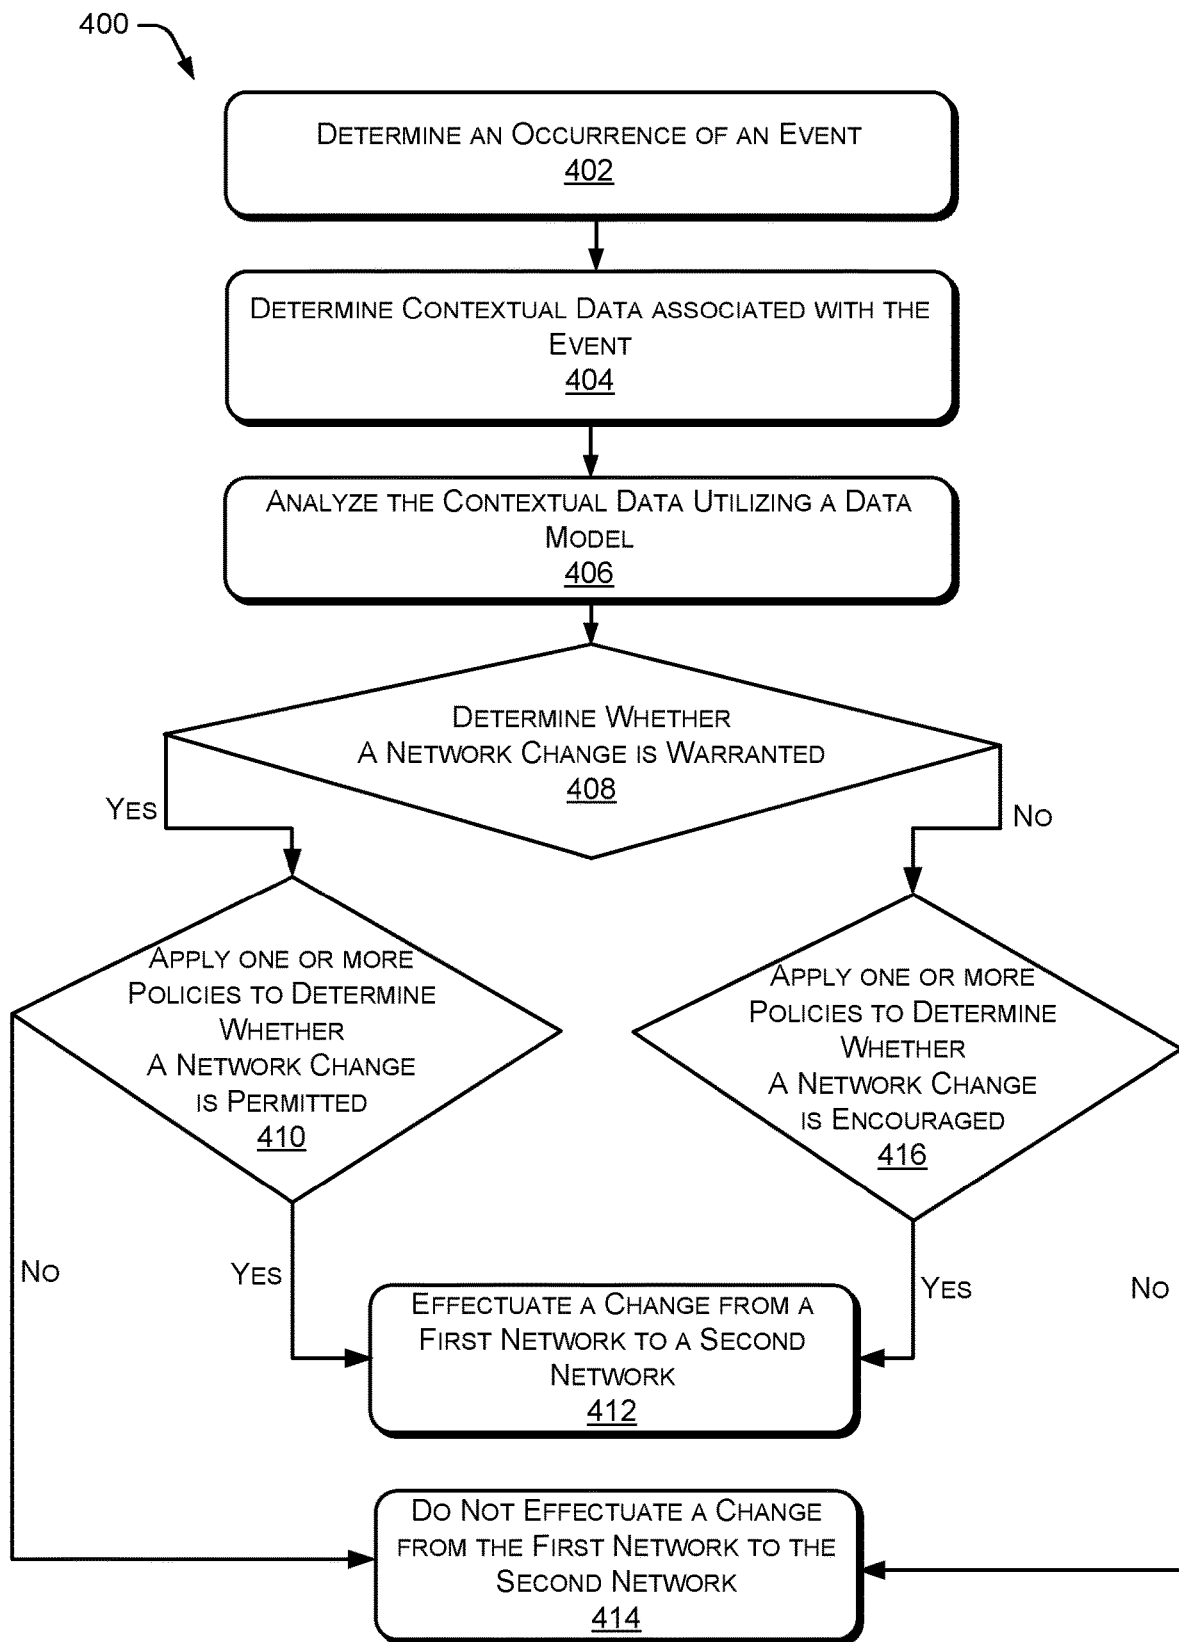 400
DETERMINE AN OCCURRENCE OF AN EVENT
402
DETERMINE CONTEXTUAL DATA ASSOCIATED WITH THE
EVENT
404
ANALYZE THE CONTEXTUAL DATA UTILIZING A DATA
MODEL
406
DETERMINE WHETHER
A NETWORK CHANGE IS WARRANTED
408
YES
NO
APPLY ONE OR MORE
POLICIES TO DETERMINE
WHETHER
A NETWORK CHANGE
IS PERMITTED
410
APPLY ONE OR MORE
POLICIES TO DETERMINE
WHETHER
A NETWORK CHANGE
IS ENCOURAGED
416
NO
YES
YES
NO
EFFECTUATE A CHANGE FROM A
FIRST NETWORK TO A SECOND
NETWORK
412
DO NOT EFFECTUATE A CHANGE
FROM THE FIRST NETWORK TO THE
SECOND NETWORK
414